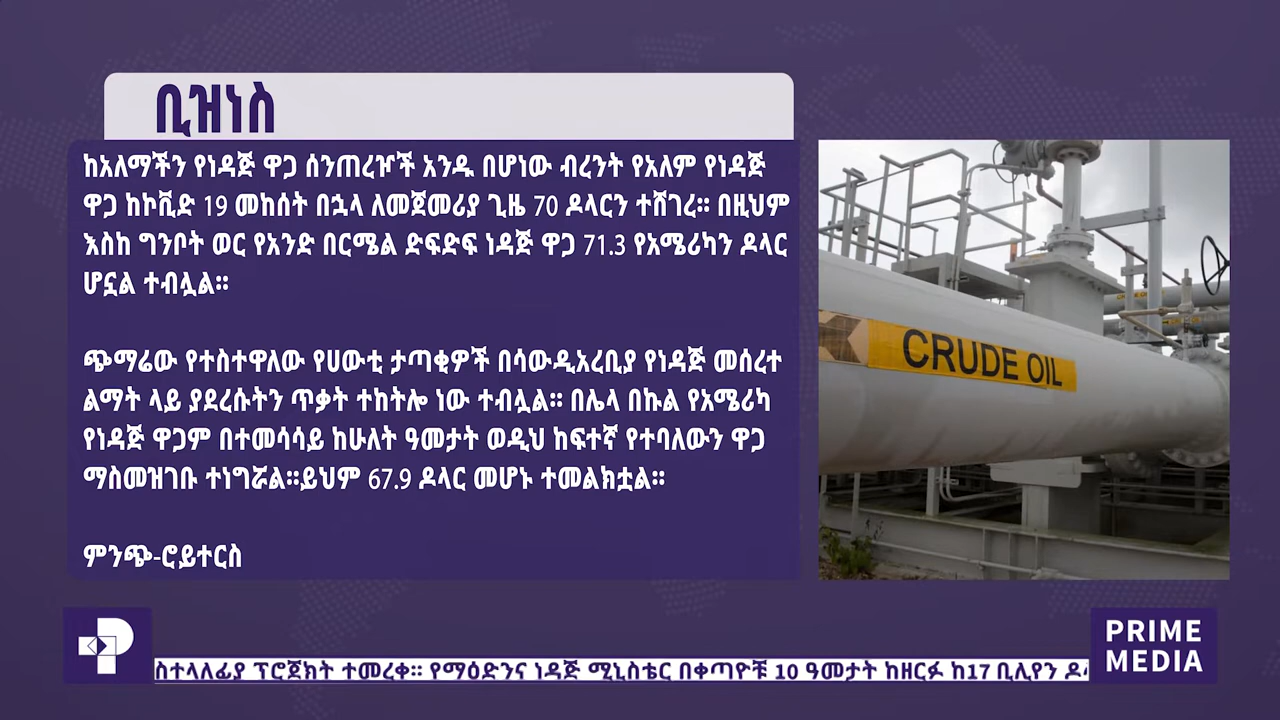 ቢዝነስ
ከአለማችን የነዳጅ ዋጋ ሰንጠረዦች አንዱ በሆነው ብረንት የአለም የነዳጅ
ዋጋ ከኮቪድ 19 መከሰት በኋላ ለመጀመሪያ ጊዜ 70 ዶላርን ተሸገረ። በዚህም
እስከ ግንቦት ወር የአንድ በርሜል ድፍድፍ ነዳጅ ዋጋ 71.3 የአሜሪካን ዶላር
ሆኗል ተብሏል።
ጭማሬው የተስተዋለው የሀውቲ ታጣቂዎች በሳውዲአረቢያ የነዳጅ መሰረተ
ልማት ላይ ያደረሱትን ጥቃት ተከትሎ ነው ተብሏል። በሌላ በኩል የአሜሪካ
የነዳጅ ዋጋም በተመሳሳይ ከሁለት ዓመታት ወዲህ ከፍተኛ የተባለውን ዋጋ
ማስመዝገቡ ተነግሯል።ይህም 67.9 ዶላር መሆኑ ተመልክቷል።
ምንጭ-ሮይተርስ
CRUDE OIL
PRIME
MEDIA
ስተላለፊያ ፕሮጀክት ተመረቀ። የማዕድንና ነዳጅ ሚኒስቴር በቀጣዮቹ 10 ዓመታት ከዘርፉ ከ17 ቢሊየን